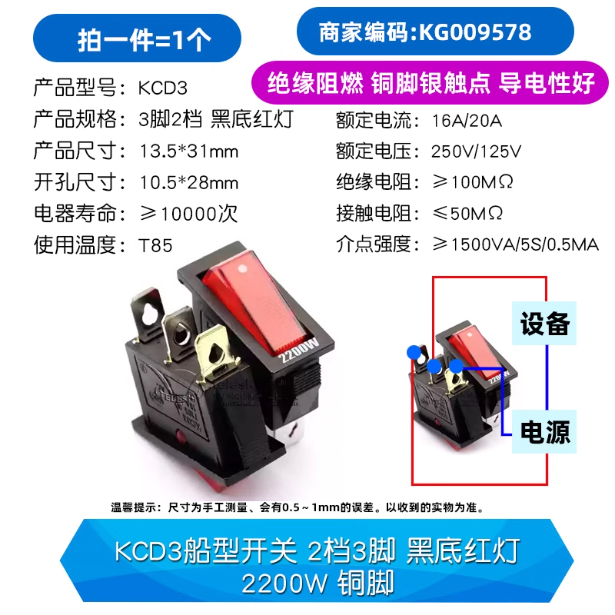 拍一件=1个
商家编码:KG009578
绝缘阻燃 铜脚银触点 导电性好
产品型号: KCD3
产品规格: 3脚2档 黑底红灯
产品尺寸: 13.5*31mm
开孔尺寸: 10.5*28mm
电器寿命: ≥10000次
使用温度: T85
额定电流: 16A/20A
额定电压: 250V/125V
绝缘电阻: ≥100MΩ
接触电阻: ≤50MΩ
介点强度: ≥1500VA/5S/0.5MA
2200W
设备
2200W
电源
温馨提示: 尺寸为手工测量、会有0.5~1mm的误差。以收到的实物为准。
KCD3船型开关 2档3脚 黑底红灯
2200W 铜脚